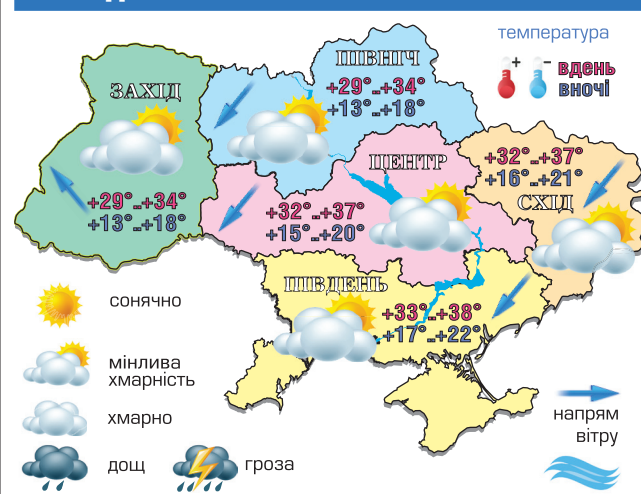 температура
+ −
вдень
вночі
ПІВНІЧ
+29°..+34°
+13°..+18°
ЗАХІД
+29°..+34°
+13°..+18°
ЦЕНТР
+32°..+37°
+15°..+20°
+32°..+37°
+16°..+21°
СХІД
ПІВДЕНЬ
+33°..+38°
+17°..+22°
сонячно
мінлива
хмарність
хмарно
дощ
гроза
напрям
вітру